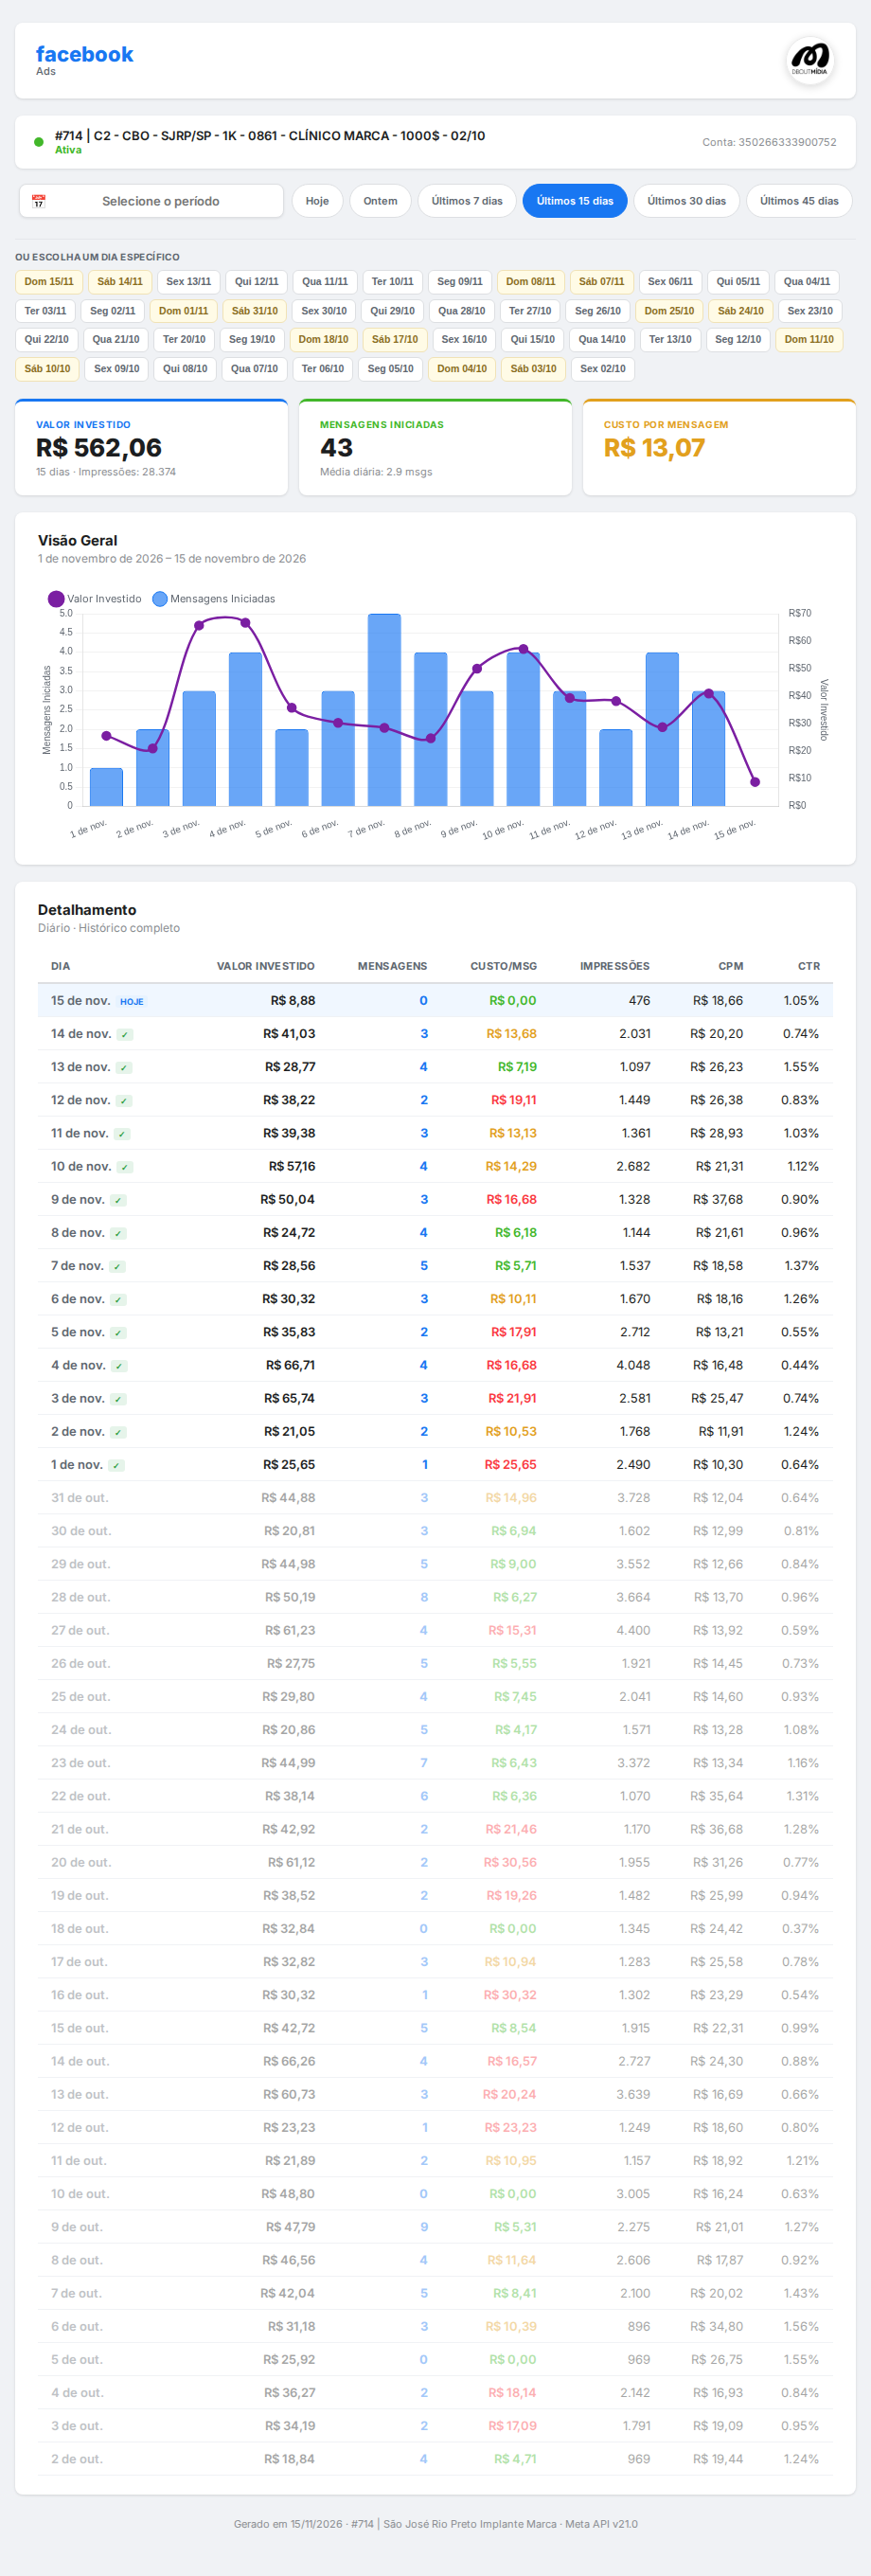 facebook
Ads
DBOUTMÍDIA
#714 | C2 - CBO - SJRP/SP - 1K - 0861 - CLÍNICO MARCA - 1000$ - 02/10
Ativa
Conta: 350266333900752
Selecione o período
Hoje
Ontem
Últimos 7 dias
Últimos 15 dias
Últimos 30 dias
Últimos 45 dias
OU ESCOLHA UM DIA ESPECÍFICO
Dom 15/11 Sáb 14/11 Sex 13/11 Qui 12/11 Qua 11/11 Ter 10/11 Seg 09/11 Dom 08/11 Sáb 07/11 Sex 06/11 Qui 05/11 Qua 04/11
Ter 03/11 Seg 02/11 Dom 01/11 Sáb 31/10 Sex 30/10 Qui 29/10 Qua 28/10 Ter 27/10 Seg 26/10 Dom 25/10 Sáb 24/10 Sex 23/10
Qui 22/10 Qua 21/10 Ter 20/10 Seg 19/10 Dom 18/10 Sáb 17/10 Sex 16/10 Qui 15/10 Qua 14/10 Ter 13/10 Seg 12/10 Dom 11/10
Sáb 10/10 Sex 09/10 Qui 08/10 Qua 07/10 Ter 06/10 Seg 05/10 Dom 04/10 Sáb 03/10 Sex 02/10
VALOR INVESTIDO
R$ 562,06
15 dias · Impressões: 28.374
MENSAGENS INICIADAS
43
Média diária: 2.9 msgs
CUSTO POR MENSAGEM
R$ 13,07
Visão Geral
1 de novembro de 2026 – 15 de novembro de 2026
Valor Investido Mensagens Iniciadas
Mensagens Iniciadas
5.0
4.5
4.0
3.5
3.0
2.5
2.0
1.5
1.0
0.5
0
R$70
R$60
R$50
R$40
R$30
R$20
R$10
R$0
Valor Investido
1 de nov. 2 de nov. 3 de nov. 4 de nov. 5 de nov. 6 de nov. 7 de nov. 8 de nov. 9 de nov. 10 de nov. 11 de nov. 12 de nov. 13 de nov. 14 de nov. 15 de nov.
Detalhamento
Diário · Histórico completo
DIA VALOR INVESTIDO MENSAGENS CUSTO/MSG IMPRESSÕES CPM CTR
15 de nov. HOJE R$ 8,88 0 R$ 0,00 476 R$ 18,66 1.05%
14 de nov. ✓ R$ 41,03 3 R$ 13,68 2.031 R$ 20,20 0.74%
13 de nov. ✓ R$ 28,77 4 R$ 7,19 1.097 R$ 26,23 1.55%
12 de nov. ✓ R$ 38,22 2 R$ 19,11 1.449 R$ 26,38 0.83%
11 de nov. ✓ R$ 39,38 3 R$ 13,13 1.361 R$ 28,93 1.03%
10 de nov. ✓ R$ 57,16 4 R$ 14,29 2.682 R$ 21,31 1.12%
9 de nov. ✓ R$ 50,04 3 R$ 16,68 1.328 R$ 37,68 0.90%
8 de nov. ✓ R$ 24,72 4 R$ 6,18 1.144 R$ 21,61 0.96%
7 de nov. ✓ R$ 28,56 5 R$ 5,71 1.537 R$ 18,58 1.37%
6 de nov. ✓ R$ 30,32 3 R$ 10,11 1.670 R$ 18,16 1.26%
5 de nov. ✓ R$ 35,83 2 R$ 17,91 2.712 R$ 13,21 0.55%
4 de nov. ✓ R$ 66,71 4 R$ 16,68 4.048 R$ 16,48 0.44%
3 de nov. ✓ R$ 65,74 3 R$ 21,91 2.581 R$ 25,47 0.74%
2 de nov. ✓ R$ 21,05 2 R$ 10,53 1.768 R$ 11,91 1.24%
1 de nov. ✓ R$ 25,65 1 R$ 25,65 2.490 R$ 10,30 0.64%
31 de out. R$ 44,88 3 R$ 14,96 3.728 R$ 12,04 0.64%
30 de out. R$ 20,81 3 R$ 6,94 1.602 R$ 12,99 0.81%
29 de out. R$ 44,98 5 R$ 9,00 3.552 R$ 12,66 0.84%
28 de out. R$ 50,19 8 R$ 6,27 3.664 R$ 13,70 0.96%
27 de out. R$ 61,23 4 R$ 15,31 4.400 R$ 13,92 0.59%
26 de out. R$ 27,75 5 R$ 5,55 1.921 R$ 14,45 0.73%
25 de out. R$ 29,80 4 R$ 7,45 2.041 R$ 14,60 0.93%
24 de out. R$ 20,86 5 R$ 4,17 1.571 R$ 13,28 1.08%
23 de out. R$ 44,99 7 R$ 6,43 3.372 R$ 13,34 1.16%
22 de out. R$ 38,14 6 R$ 6,36 1.070 R$ 35,64 1.31%
21 de out. R$ 42,92 2 R$ 21,46 1.170 R$ 36,68 1.28%
20 de out. R$ 61,12 2 R$ 30,56 1.955 R$ 31,26 0.77%
19 de out. R$ 38,52 2 R$ 19,26 1.482 R$ 25,99 0.94%
18 de out. R$ 32,84 0 R$ 0,00 1.345 R$ 24,42 0.37%
17 de out. R$ 32,82 3 R$ 10,94 1.283 R$ 25,58 0.78%
16 de out. R$ 30,32 1 R$ 30,32 1.302 R$ 23,29 0.54%
15 de out. R$ 42,72 5 R$ 8,54 1.915 R$ 22,31 0.99%
14 de out. R$ 66,26 4 R$ 16,57 2.727 R$ 24,30 0.88%
13 de out. R$ 60,73 3 R$ 20,24 3.639 R$ 16,69 0.66%
12 de out. R$ 23,23 1 R$ 23,23 1.249 R$ 18,60 0.80%
11 de out. R$ 21,89 2 R$ 10,95 1.157 R$ 18,92 1.21%
10 de out. R$ 48,80 0 R$ 0,00 3.005 R$ 16,24 0.63%
9 de out. R$ 47,79 9 R$ 5,31 2.275 R$ 21,01 1.27%
8 de out. R$ 46,56 4 R$ 11,64 2.606 R$ 17,87 0.92%
7 de out. R$ 42,04 5 R$ 8,41 2.100 R$ 20,02 1.43%
6 de out. R$ 31,18 3 R$ 10,39 896 R$ 34,80 1.56%
5 de out. R$ 25,92 0 R$ 0,00 969 R$ 26,75 1.55%
4 de out. R$ 36,27 2 R$ 18,14 2.142 R$ 16,93 0.84%
3 de out. R$ 34,19 2 R$ 17,09 1.791 R$ 19,09 0.95%
2 de out. R$ 18,84 4 R$ 4,71 969 R$ 19,44 1.24%
Gerado em 15/11/2026 · #714 | São José Rio Preto Implante Marca · Meta API v21.0